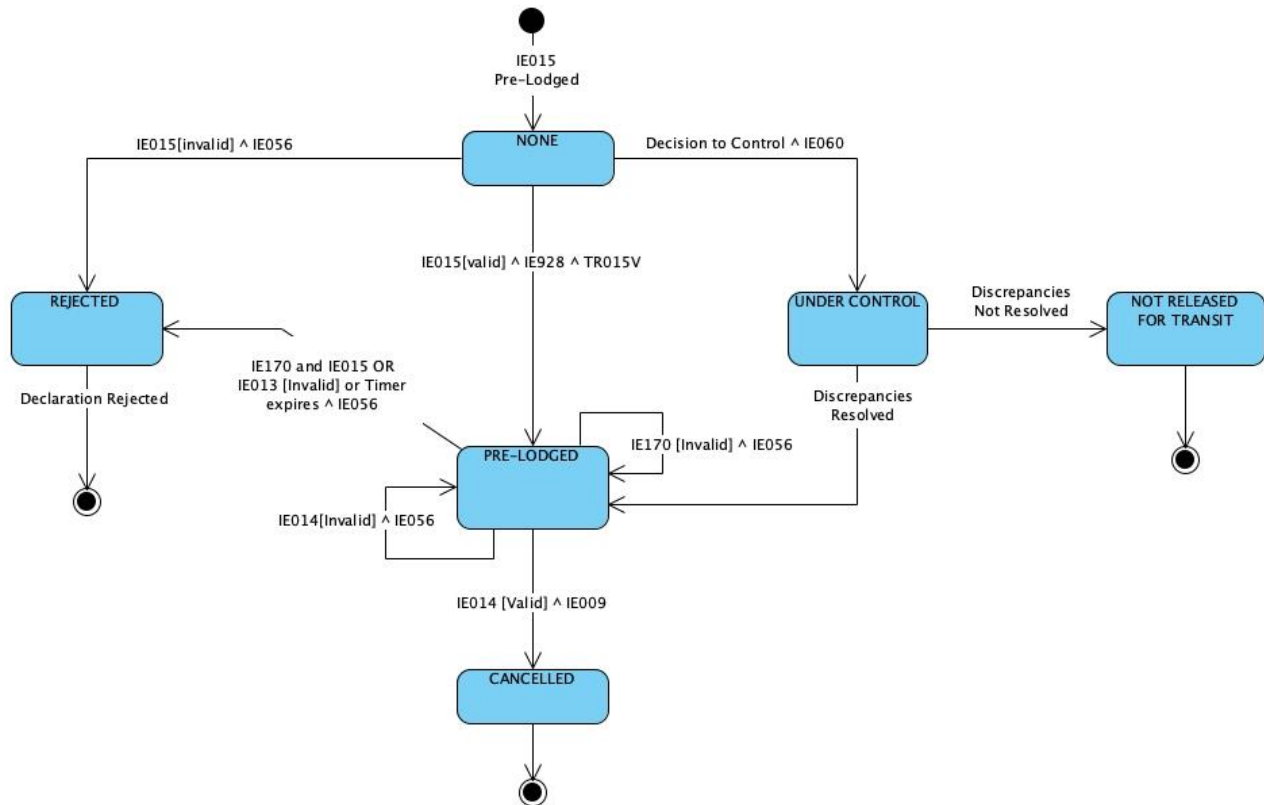 IE015
Pre-Lodged
NONE
IE015[invalid] ^ IE056
Decision to Control ^ IE060
IE015[valid] ^ IE928 ^ TR015V
REJECTED
UNDER CONTROL
Discrepancies
Not Resolved
NOT RELEASED
FOR TRANSIT
IE170 and IE015 OR
IE013 [Invalid] or Timer
expires ^ IE056
Declaration Rejected
Discrepancies
Resolved
IE170 [Invalid] ^ IE056
PRE-LODGED
IE014[Invalid] ^ IE056
IE014 [Valid] ^ IE009
CANCELLED